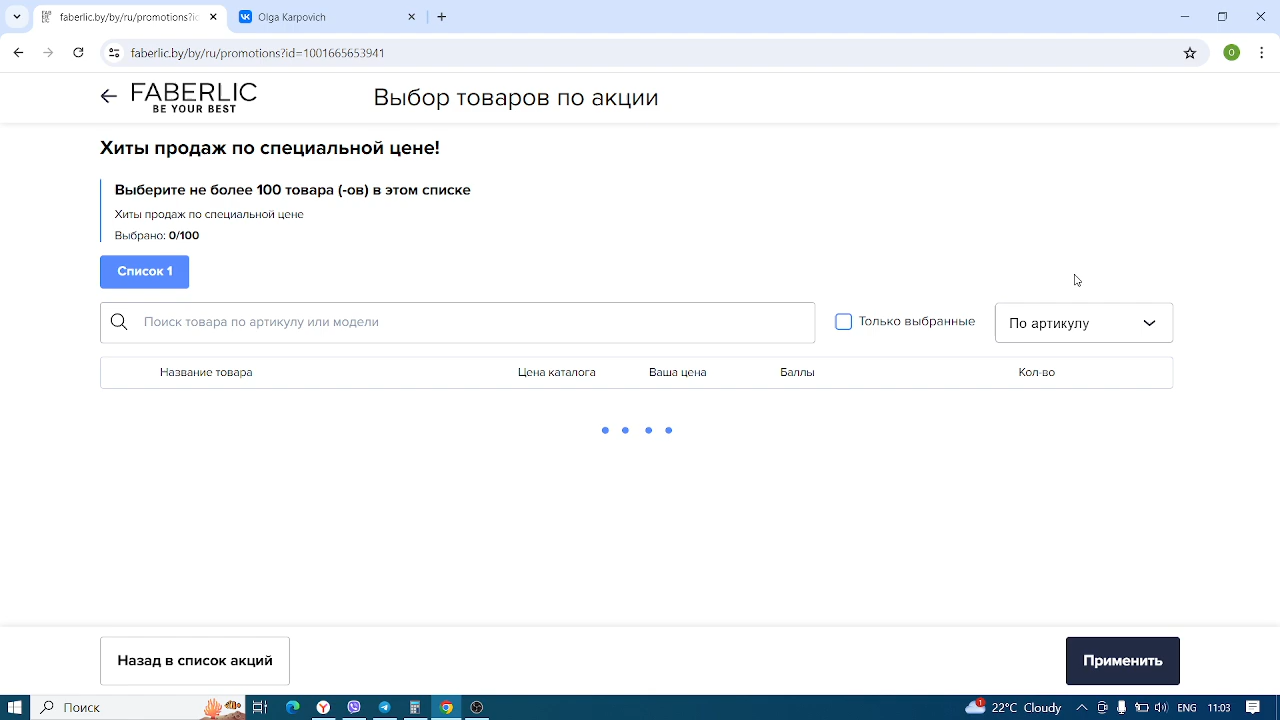 faberlic.by/by/ru/promotions?ic
Olga Karpovich
faberlic.by/by/ru/promotions?id=1001665653941
O
FABERLIC
BE YOUR BEST
Выбор товаров по акции
Хиты продаж по специальной цене!
Выберите не более 100 товара (-ов) в этом списке
Хиты продаж по специальной цене
Выбрано: 0/100
Список 1
Поиск товара по артикулу или модели
Только выбранные
По артикулу
Название товара
Цена каталога
Ваша цена
Баллы
Кол-во
Назад в список акций
Применить
Поиск
1
22°C Cloudy
ENG
11:03